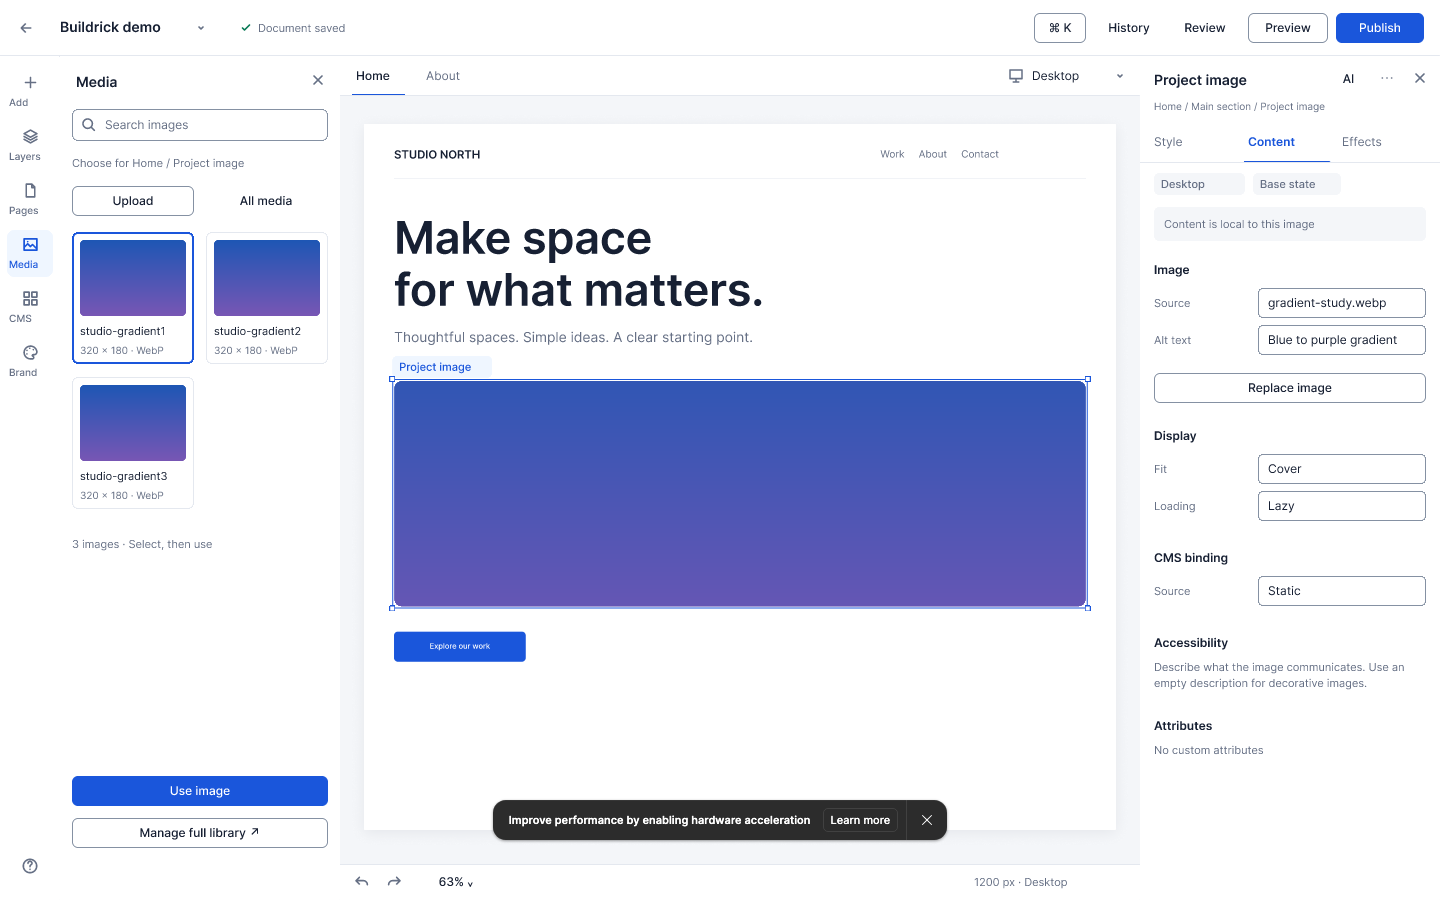 Buildrick demo
Document saved
⌘ K
History
Review
Preview
Publish
Add
Layers
Pages
Media
CMS
Brand
Media
Search images
Choose for Home / Project image
Upload
All media
studio-gradient1
320 × 180 · WebP
studio-gradient2
320 × 180 · WebP
studio-gradient3
320 × 180 · WebP
3 images · Select, then use
Use image
Manage full library ↗
Home
About
Desktop
STUDIO NORTH
Work
About
Contact
Make space
for what matters.
Thoughtful spaces. Simple ideas. A clear starting point.
Project image
Explore our work
Improve performance by enabling hardware acceleration
Learn more
63%
1200 px · Desktop
Project image
AI
···
Home / Main section / Project image
Style
Content
Effects
Desktop
Base state
Content is local to this image
Image
Source
gradient-study.webp
Alt text
Blue to purple gradient
Replace image
Display
Fit
Cover
Loading
Lazy
CMS binding
Source
Static
Accessibility
Describe what the image communicates. Use an
empty description for decorative images.
Attributes
No custom attributes